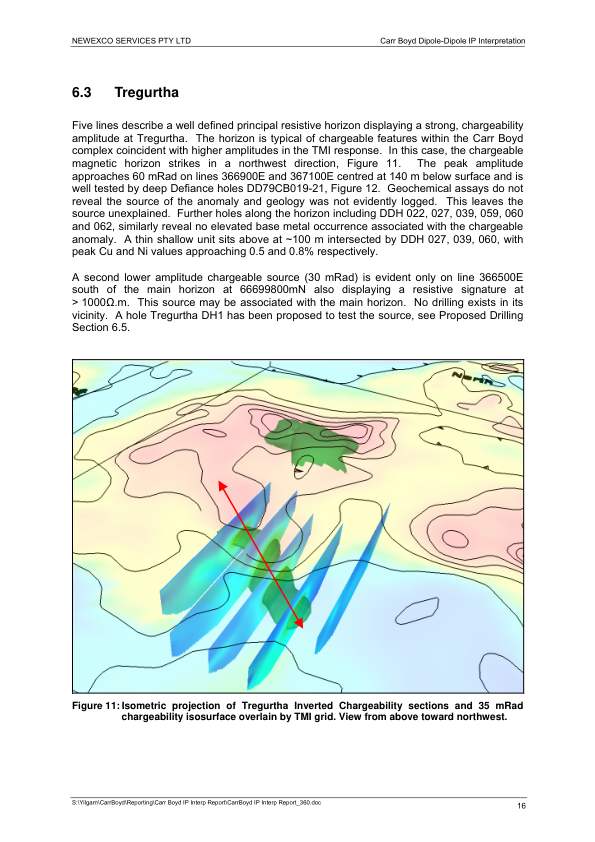 NEWEXCO SERVICES PTY LTD Carr Boyd Dipole-Dipole IP Interpretation
6.3 Tregurtha
Five lines describe a well defined principal resistive horizon displaying a strong, chargeability
amplitude at Tregurtha. The horizon is typical of chargeable features within the Carr Boyd
complex coincident with higher amplitudes in the TMI response. In this case, the chargeable
magnetic horizon strikes in a northwest direction, Figure 11. The peak amplitude
approaches 60 mRad on lines 366900E and 367100E centred at 140 m below surface and is
well tested by deep Defiance holes DD79CB019-21, Figure 12. Geochemical assays do not
reveal the source of the anomaly and geology was not evidently logged. This leaves the
source unexplained. Further holes along the horizon including DDH 022, 027, 039, 059, 060
and 062, similarly reveal no elevated base metal occurrence associated with the chargeable
anomaly. A thin shallow unit sits above at ~100 m intersected by DDH 027, 039, 060, with
peak Cu and Ni values approaching 0.5 and 0.8% respectively.
A second lower amplitude chargeable source (30 mRad) is evident only on line 366500E
south of the main horizon at 66699800mN also displaying a resistive signature at
> 1000Ω.m. This source may be associated with the main horizon. No drilling exists in its
vicinity. A hole Tregurtha DH1 has been proposed to test the source, see Proposed Drilling
Section 6.5.
Figure 11: Isometric projection of Tregurtha Inverted Chargeability sections and 35 mRad
chargeability isosurface overlain by TMI grid. View from above toward northwest.
S:\Yilgarn\CarrBoyd\Reporting\Carr Boyd IP Interp Report\CarrBoyd IP Interp Report_360.doc
16